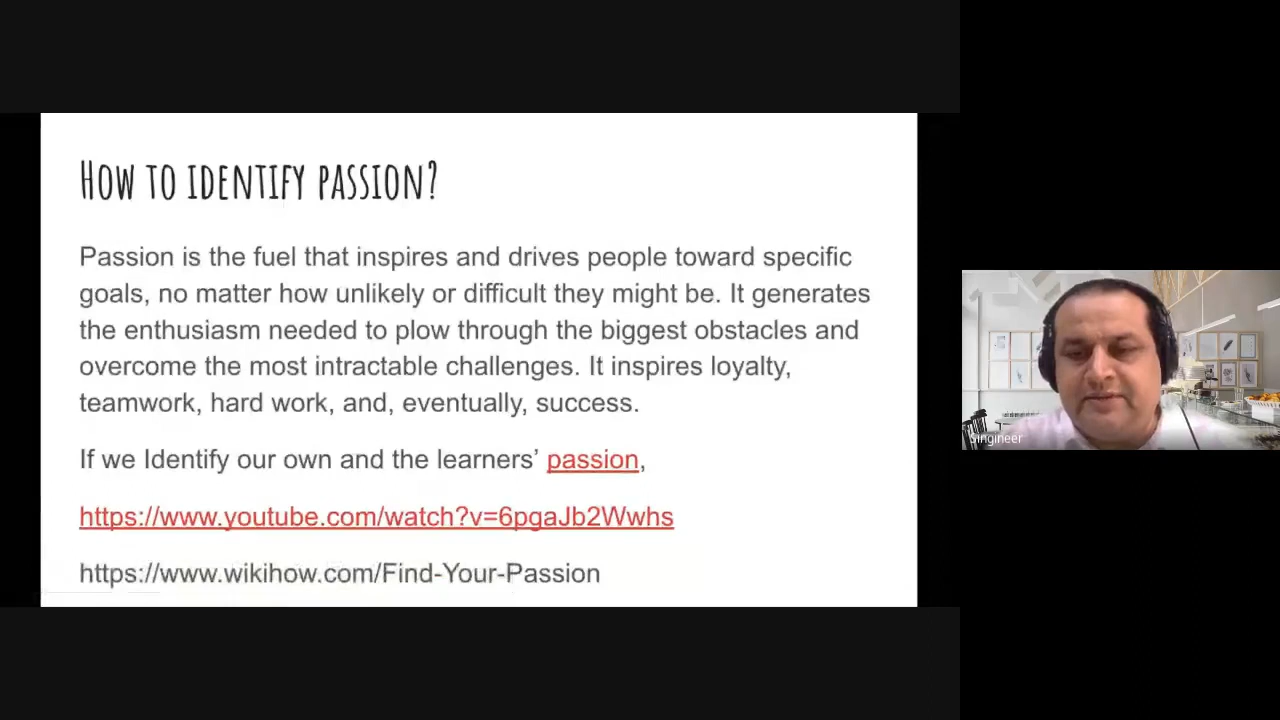 How to identify passion?
Passion is the fuel that inspires and drives people toward specific
goals, no matter how unlikely or difficult they might be. It generates
the enthusiasm needed to plow through the biggest obstacles and
overcome the most intractable challenges. It inspires loyalty,
teamwork, hard work, and, eventually, success.
If we Identify our own and the learners’ passion,
https://www.youtube.com/watch?v=6pgaJb2Wwhs
https://www.wikihow.com/Find-Your-Passion
Singineer